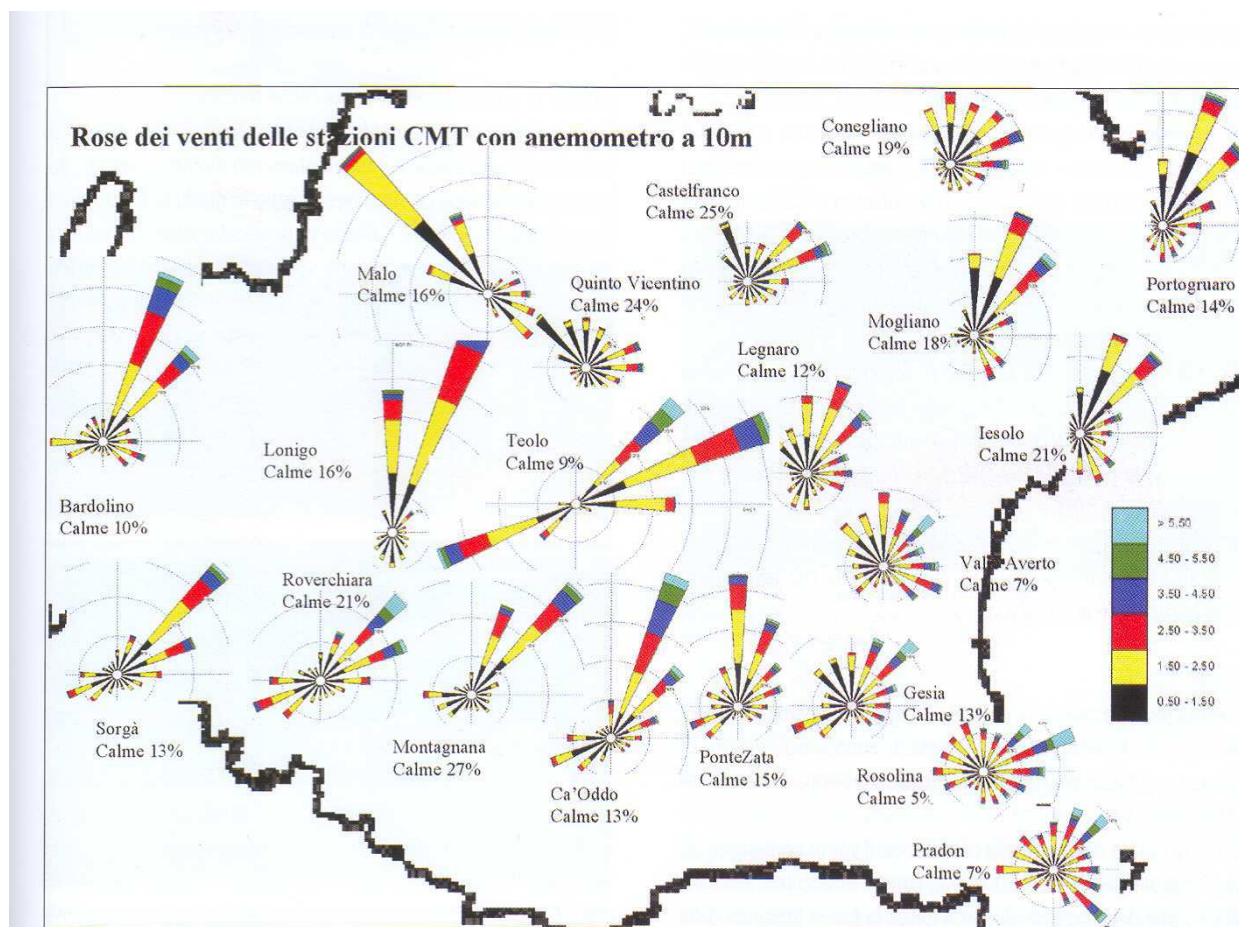 Rose dei venti delle stazioni CMT con anemometro a 10m
Conegliano
Calme 19%
Castelfranco
Calme 25%
Malo
Calme 16%
Quinto Vicentino
Calme 24%
Portogruaro
Calme 14%
Mogliano
Calme 18%
Legnaro
Calme 12%
Lonigo
Calme 16%
Teolo
Calme 9%
Iesolo
Calme 21%
Bardolino
Calme 10%
> 5,50
4.50 - 5.50
3.50 - 4.50
2.50 - 3.50
1.50 - 2.50
0.50 - 1.50
Roverchiara
Calme 21%
Valle Averto
Calme 7%
Gesia
Calme 13%
Sorgà
Calme 13%
Montagnana
Calme 27%
PonteZata
Calme 15%
Ca'Oddo
Calme 13%
Rosolina
Calme 5%
Pradon
Calme 7%